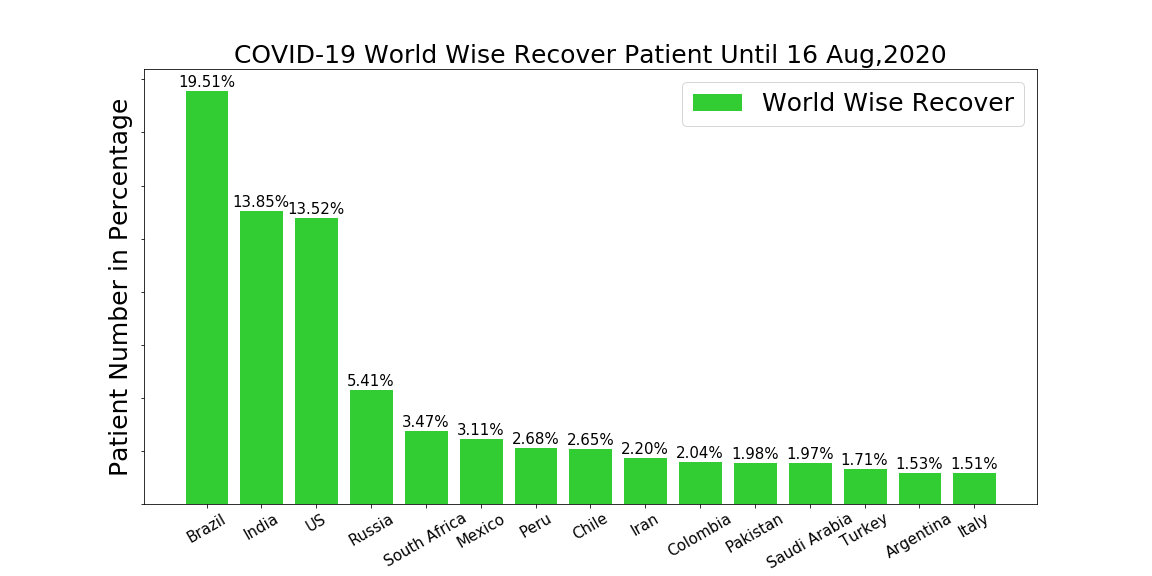 COVID-19 World Wise Recover Patient Until 16 Aug,2020
World Wise Recover
Patient Number in Percentage
19.51%
13.85%
13.52%
5.41%
3.47%
3.11%
2.68%
2.65%
2.20%
2.04%
1.98%
1.97%
1.71%
1.53%
1.51%
Brazil
India
US
Russia
South Africa
Mexico
Peru
Chile
Iran
Colombia
Pakistan
Saudi Arabia
Turkey
Argentina
Italy